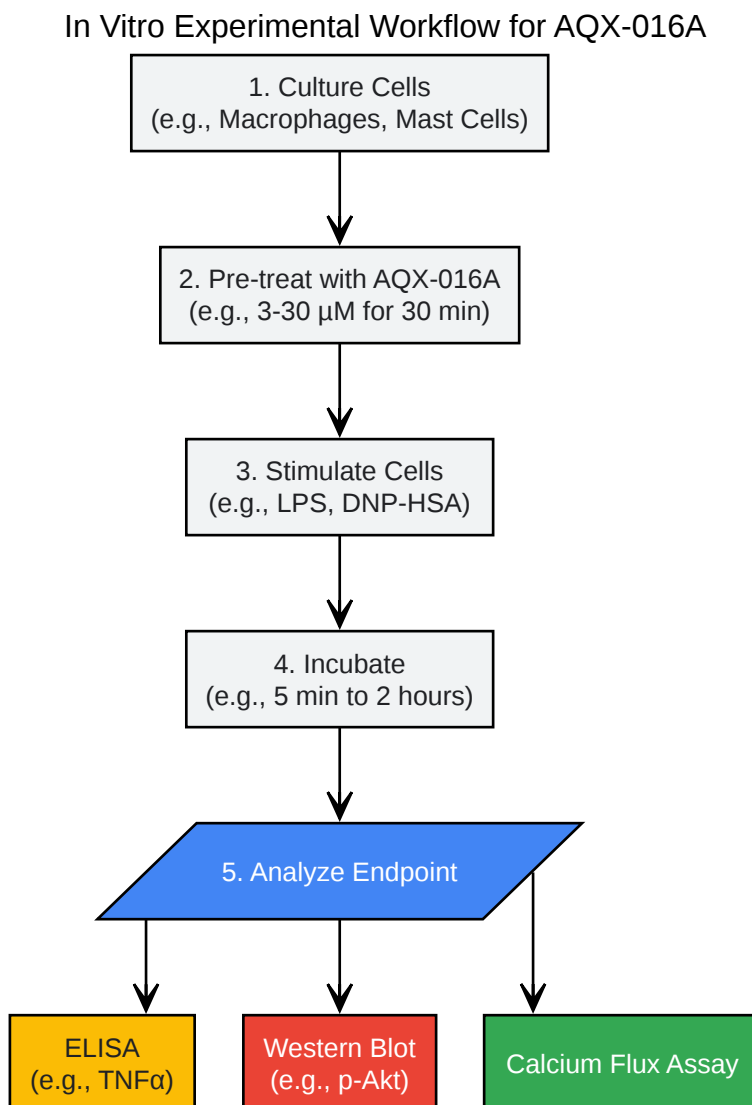 In Vitro Experimental Workflow for AQX-016A
1. Culture Cells
(e.g., Macrophages, Mast Cells)
2. Pre-treat with AQX-016A
(e.g., 3-30 µM for 30 min)
3. Stimulate Cells
(e.g., LPS, DNP-HSA)
4. Incubate
(e.g., 5 min to 2 hours)
5. Analyze Endpoint
ELISA
(e.g., TNFα)
Western Blot
(e.g., p-Akt)
Calcium Flux Assay